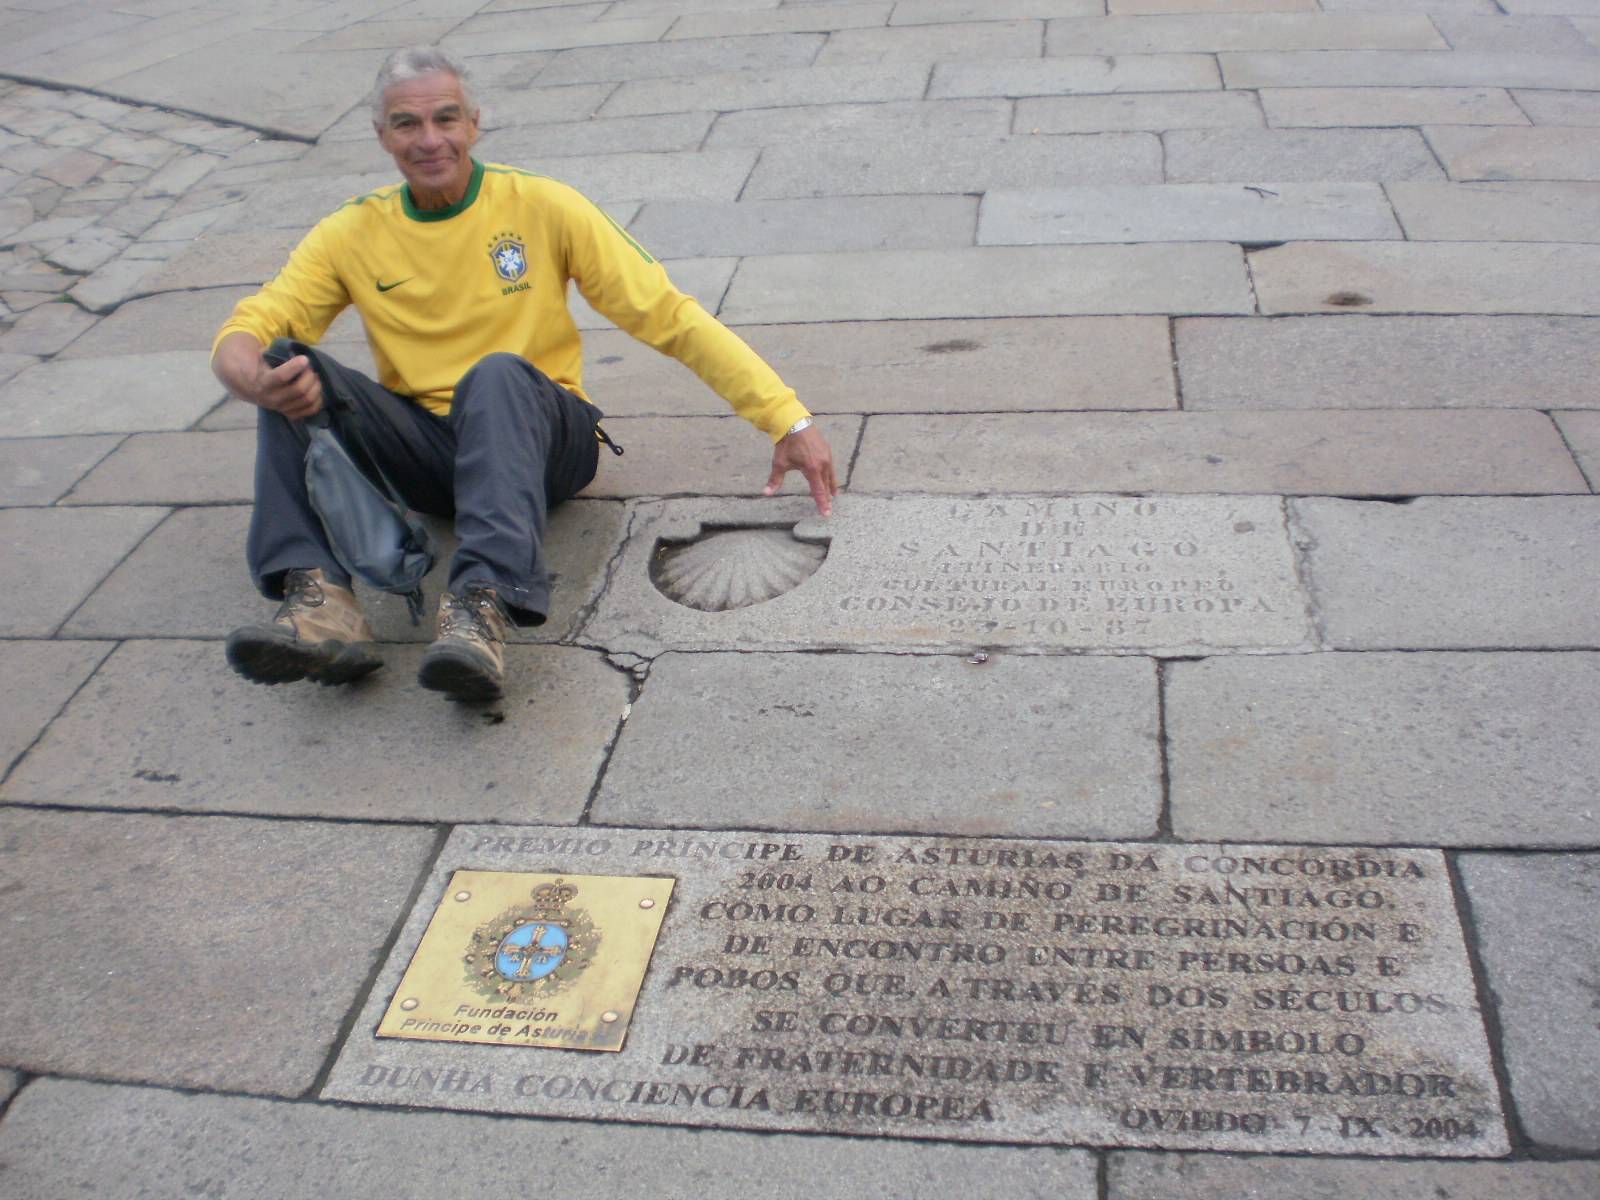 BRASIL
CAMINO
DE
SANTIAGO
ITINERARIO
CULTURAL EUROPEO
CONSEJO DE EUROPA
23-10-87
PREMIO PRÍNCIPE DE ASTURIAS DA CONCORDIA
2004 AO CAMIÑO DE SANTIAGO,
COMO LUGAR DE PEREGRINACIÓN E
DE ENCONTRO ENTRE PERSOAS E
POBOS QUE, A TRAVÉS DOS SÉCULOS
SE CONVERTEU EN SÍMBOLO
DE FRATERNIDADE E VERTEBRADOR
DUNHA CONCIENCIA EUROPEA
OVIEDO 7-IX-2004
Fundación
Príncipe de Asturias